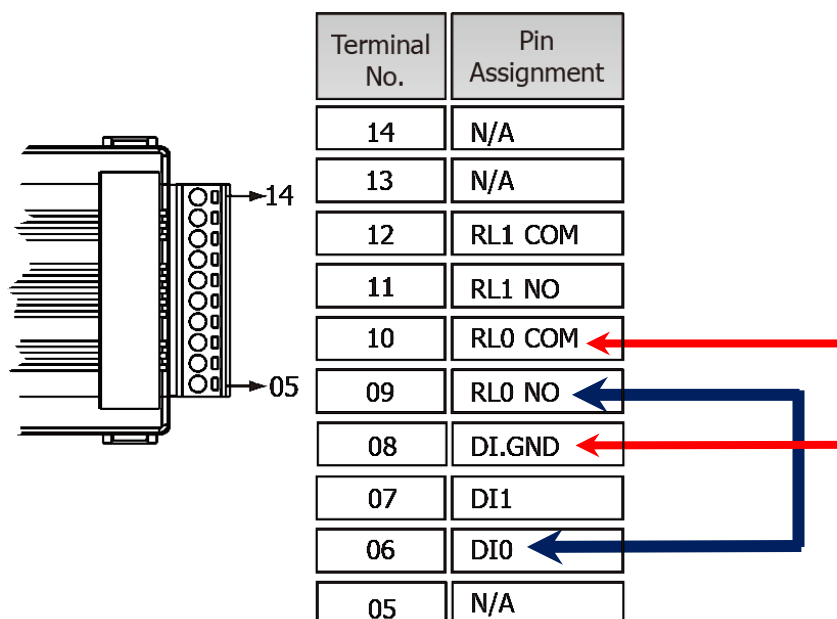 Terminal No. Pin Assignment
14 N/A
13 N/A
12 RL1 COM
11 RL1 NO
10 RL0 COM
09 RL0 NO
08 DI.GND
07 DI1
06 DI0
05 N/A
14
05